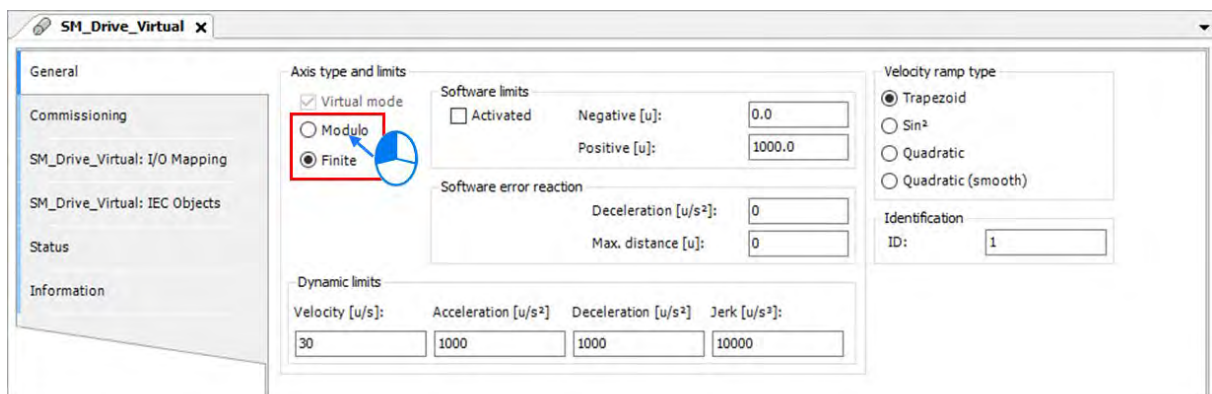 SM_Drive_Virtual
General
Commissioning
SM_Drive_Virtual: I/O Mapping
SM_Drive_Virtual: IEC Objects
Status
Information
Axis type and limits
Virtual mode
Modulo
Finite
Software limits
Activated
Negative [u]: 0.0
Positive [u]: 1000.0
Software error reaction
Deceleration [u/s²]: 0
Max. distance [u]: 0
Dynamic limits
Velocity [u/s]: Acceleration [u/s²] Deceleration [u/s²] Jerk [u/s³]:
30 1000 1000 10000
Velocity ramp type
Trapezoid
Sin²
Quadratic
Quadratic (smooth)
Identification
ID: 1